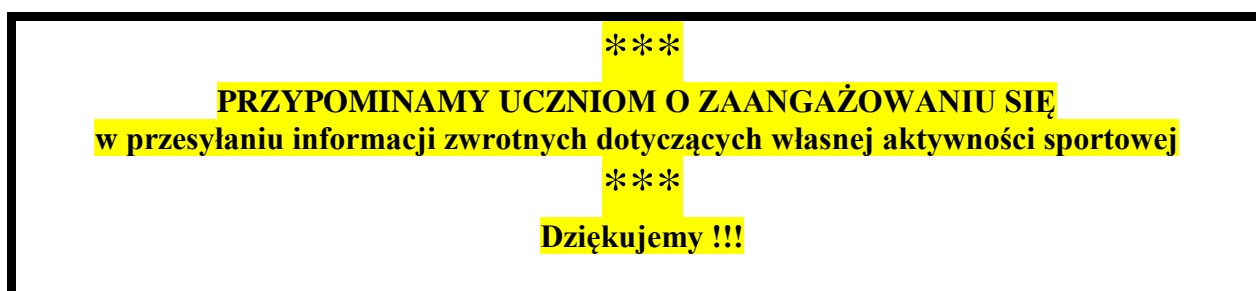 ***
PRZYPOMINAMY UCZNIOM O ZAANGAŻOWANIU SIĘ
w przesyłaniu informacji zwrotnych dotyczących własnej aktywności sportowej
***
Dziękujemy !!!